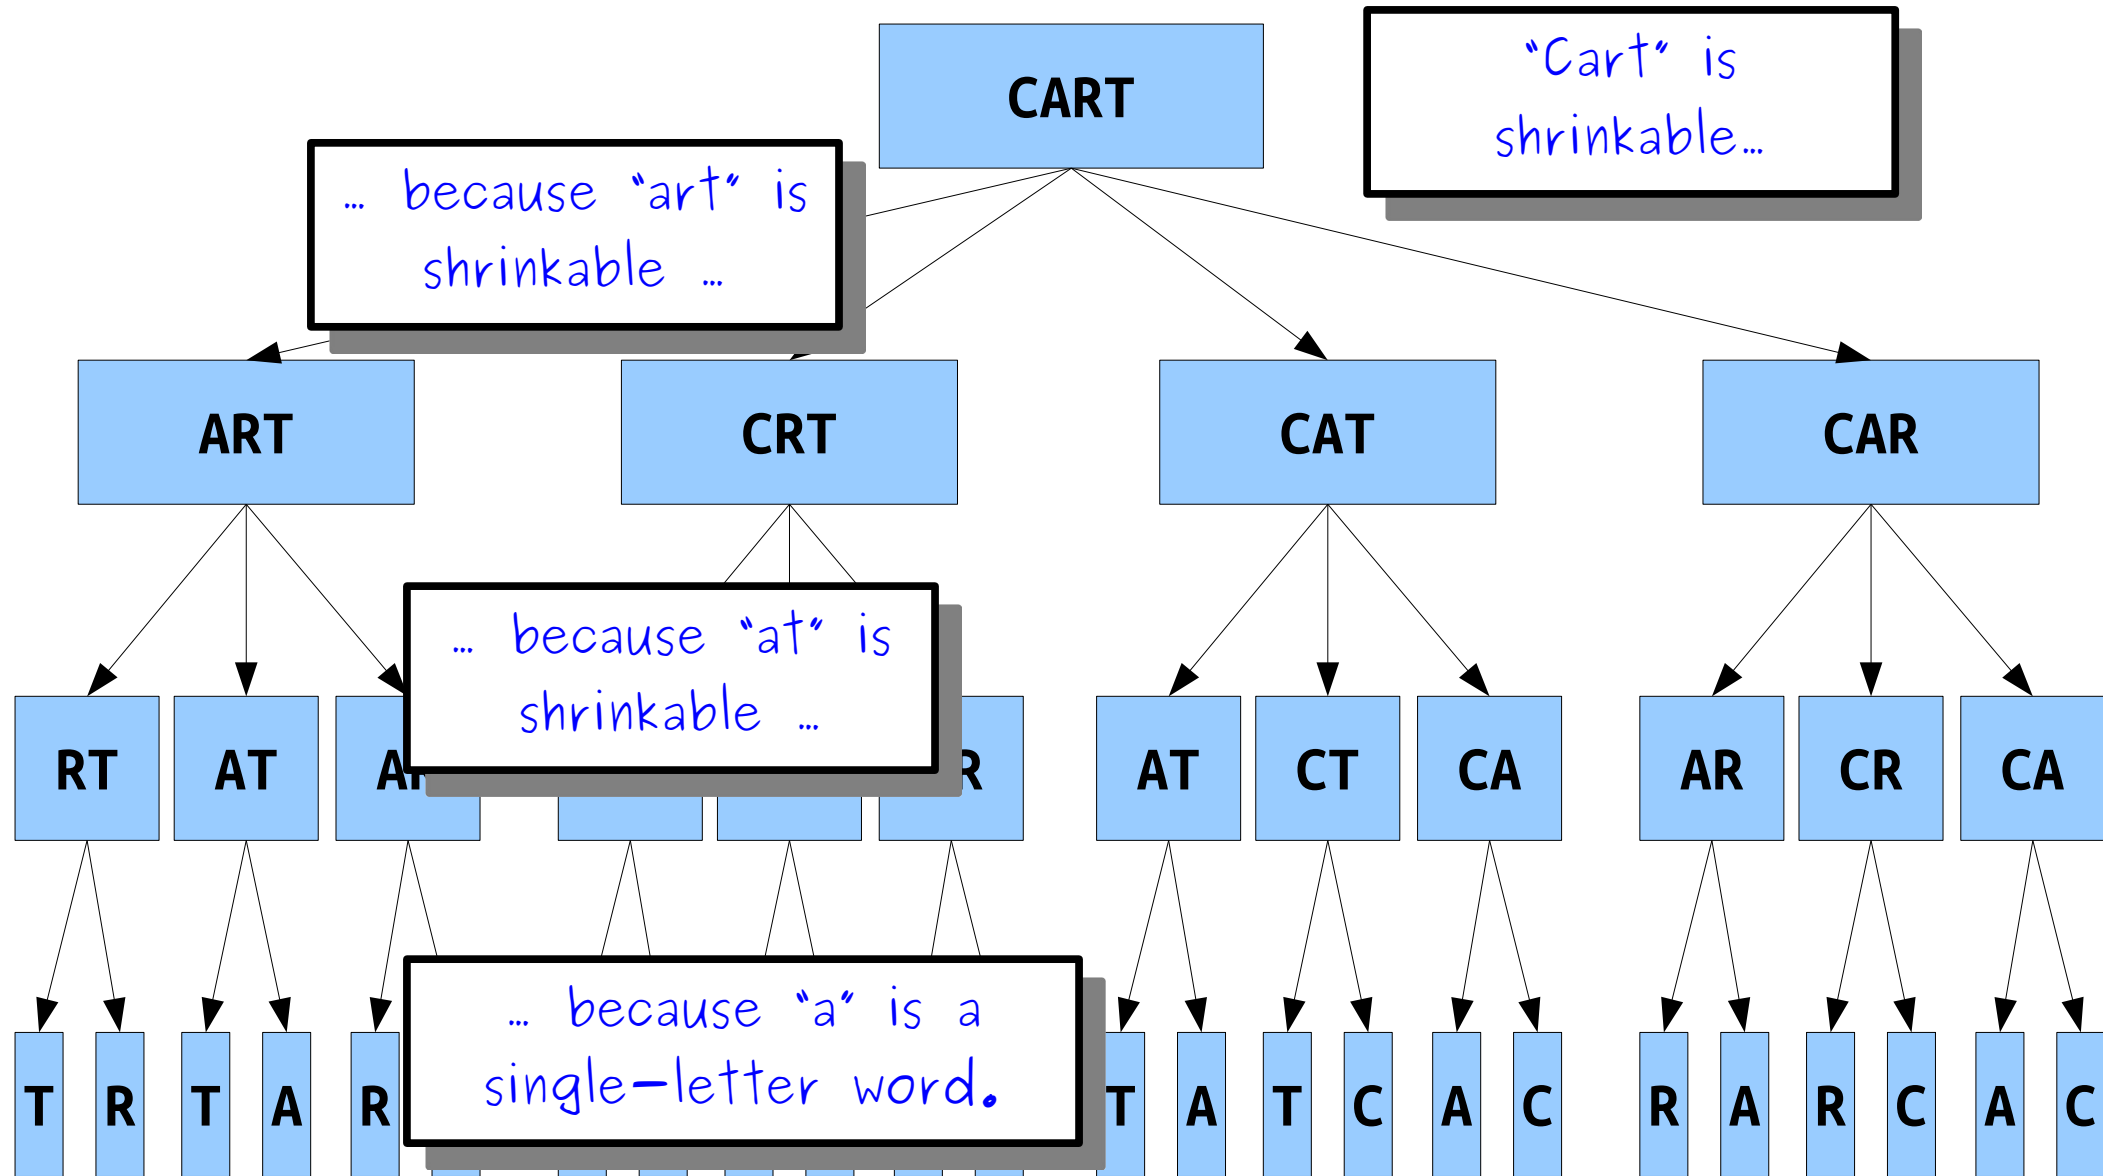 CART
“Cart” is
shrinkable…
… because “art” is
shrinkable …
ART CRT CAT CAR
… because “at” is
shrinkable …
RT AT R AT CT CA AR CR CA
… because “a” is a
single-letter word.
T R T A R T A T C A C R A R C A C